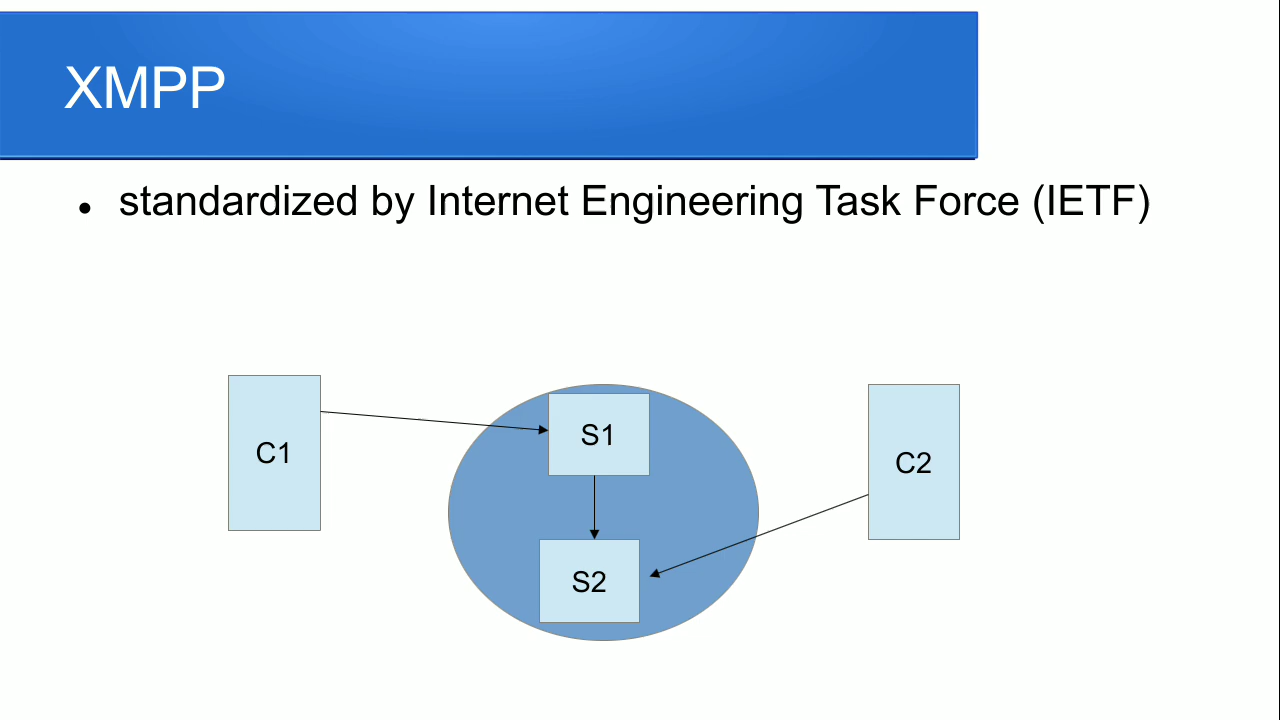 XMPP
● standardized by Internet Engineering Task Force (IETF)
C1
S1
C2
S2